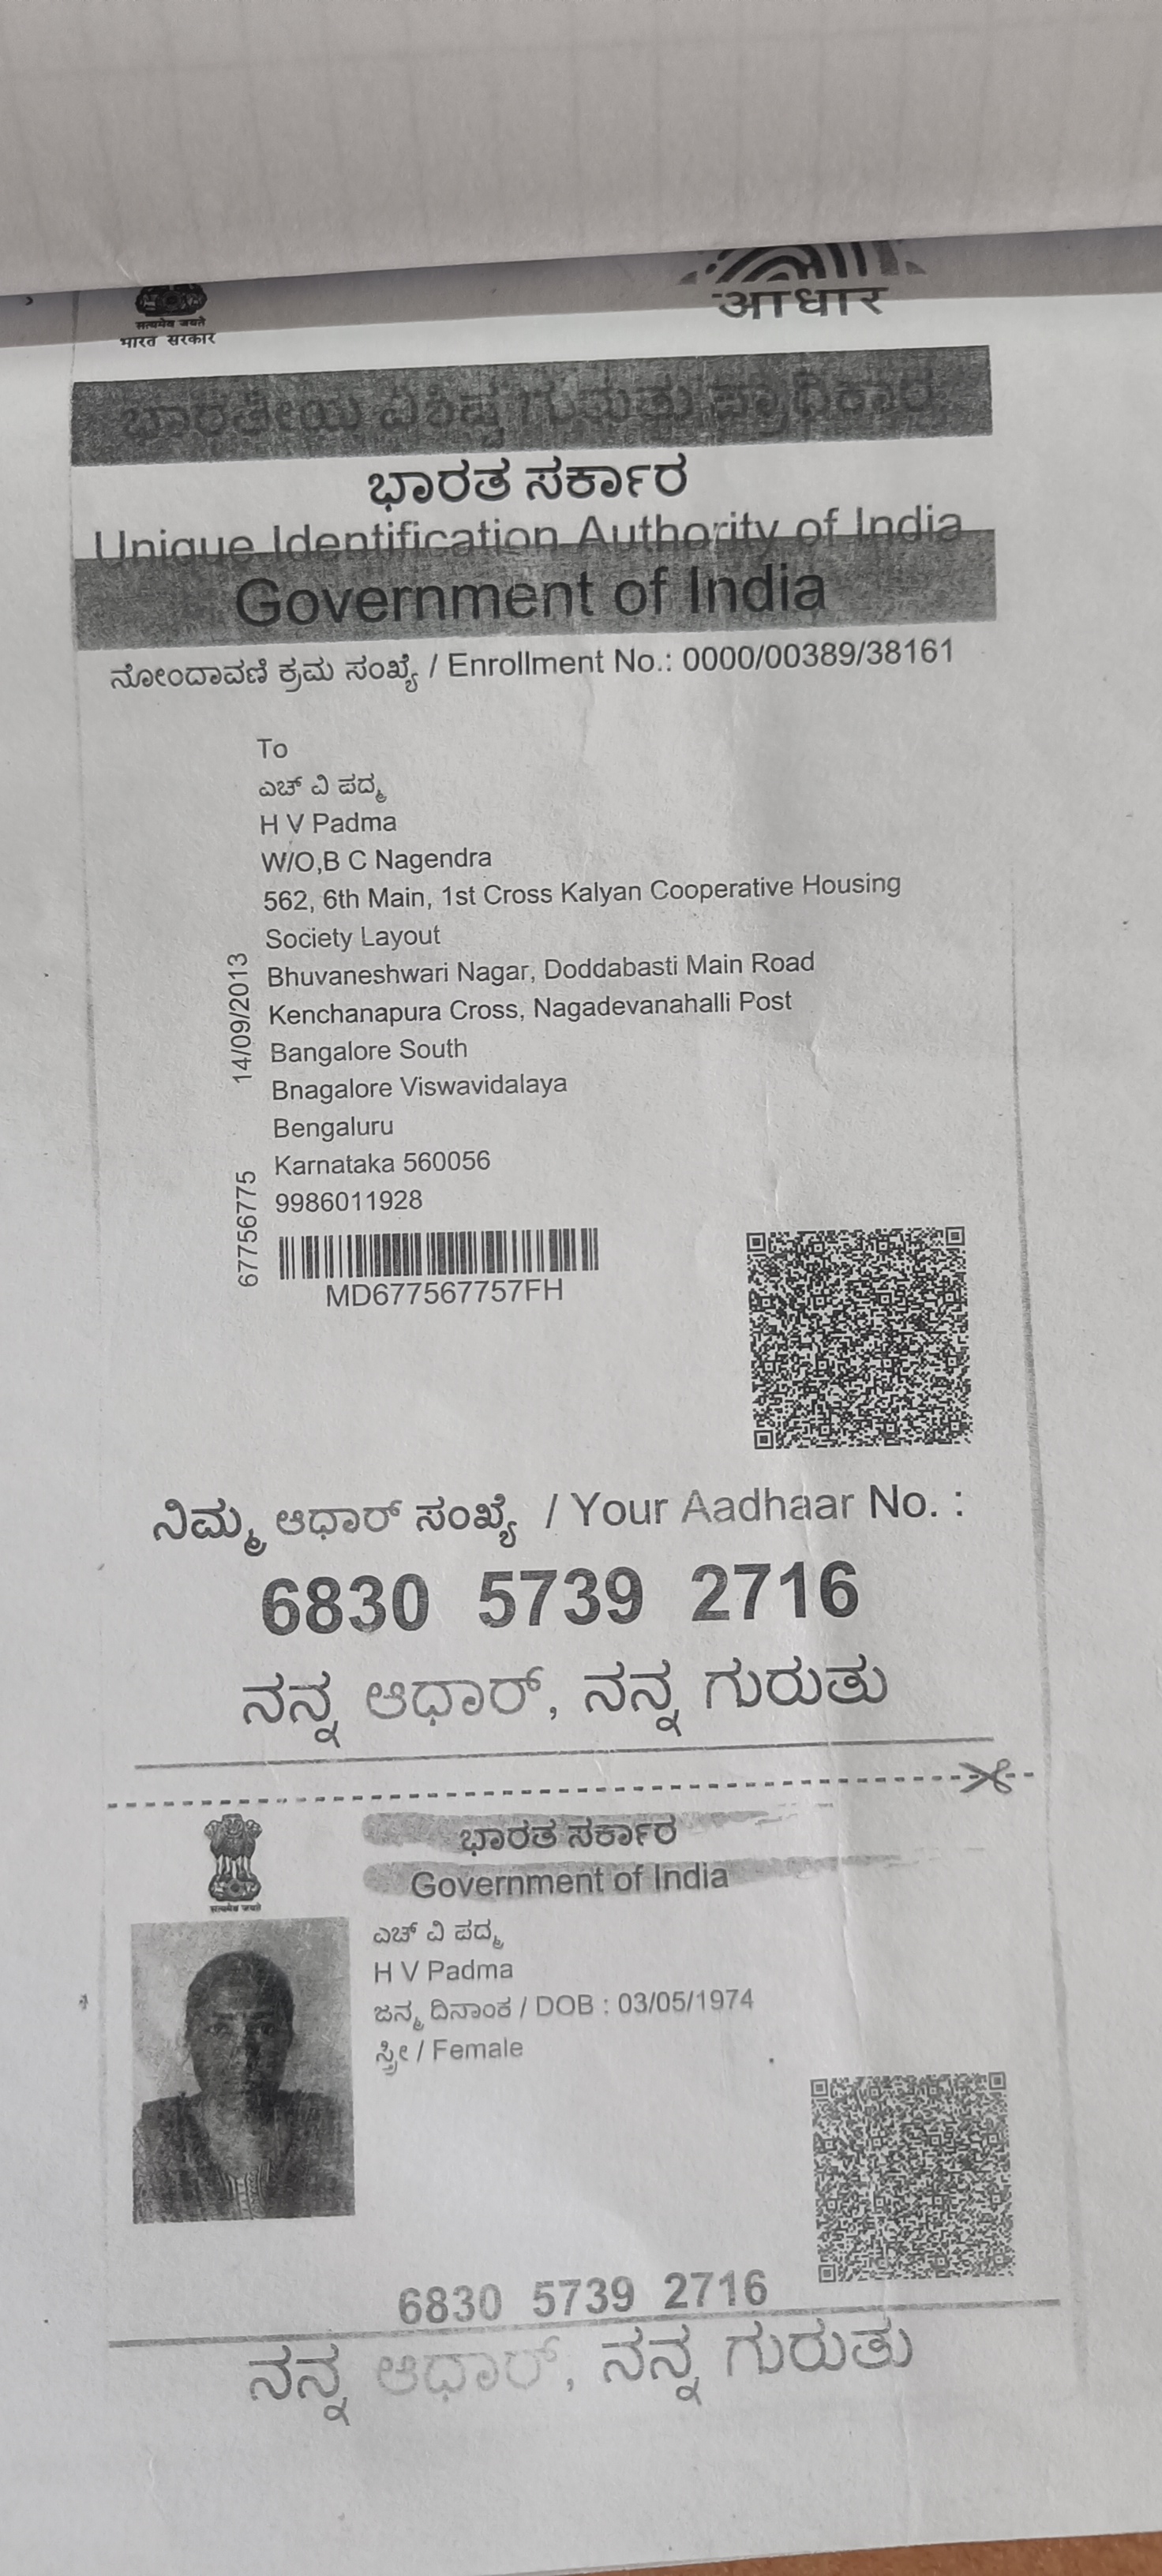 सत्यमेव जयते
भारत सरकार
आधार
ಭಾರತೀಯ ವಿಶಿಷ್ಟ ಗುರುತು ಪ್ರಾಧಿಕಾರ
ಭಾರತ ಸರ್ಕಾರ
Unique Identification Authority of India
Government of India
ನೋಂದಾವಣಿ ಕ್ರಮ ಸಂಖ್ಯೆ / Enrollment No.: 0000/00389/38161
To
ಎಚ್ ವಿ ಪದ್ಮ
H V Padma
W/O,B C Nagendra
562, 6th Main, 1st Cross Kalyan Cooperative Housing
Society Layout
Bhuvaneshwari Nagar, Doddabasti Main Road
Kenchanapura Cross, Nagadevanahalli Post
Bangalore South
Bnagalore Viswavidalaya
Bengaluru
Karnataka 560056
9986011928
14/09/2013
67756775
MD677567757FH
ನಿಮ್ಮ ಆಧಾರ್ ಸಂಖ್ಯೆ / Your Aadhaar No. :
6830 5739 2716
ನನ್ನ ಆಧಾರ್, ನನ್ನ ಗುರುತು
सत्यमेव जयते
ಭಾರತ ಸರ್ಕಾರ
Government of India
ಎಚ್ ವಿ ಪದ್ಮ
H V Padma
ಜನ್ಮ ದಿನಾಂಕ / DOB : 03/05/1974
ಸ್ತ್ರೀ / Female
6830 5739 2716
ನನ್ನ ಆಧಾರ್, ನನ್ನ ಗುರುತು